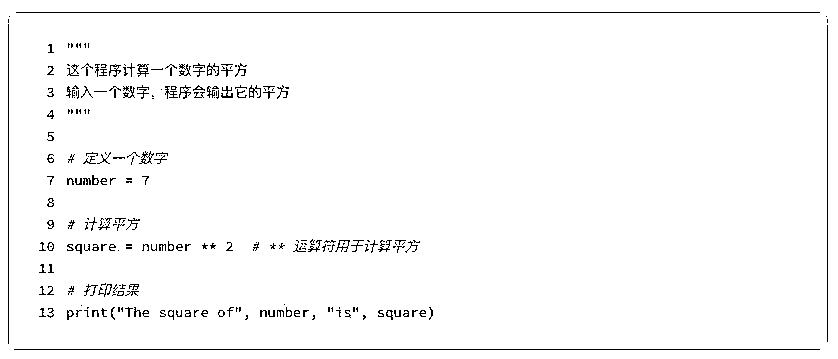 1 """
2 这个程序计算一个数字的平方
3 输入一个数字，程序会输出它的平方
4 """
5
6 # 定义一个数字
7 number = 7
8
9 # 计算平方
10 square = number ** 2  # ** 运算符用于计算平方
11
12 # 打印结果
13 print("The square of", number, "is", square)